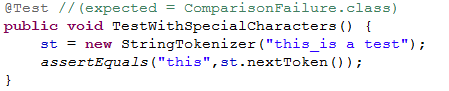 @Test //(expected = ComparisonFailure.class)
public void TestWithSpecialCharacters() {
    st = new StringTokenizer("this_is a test");
    assertEquals("this",st.nextToken());
}